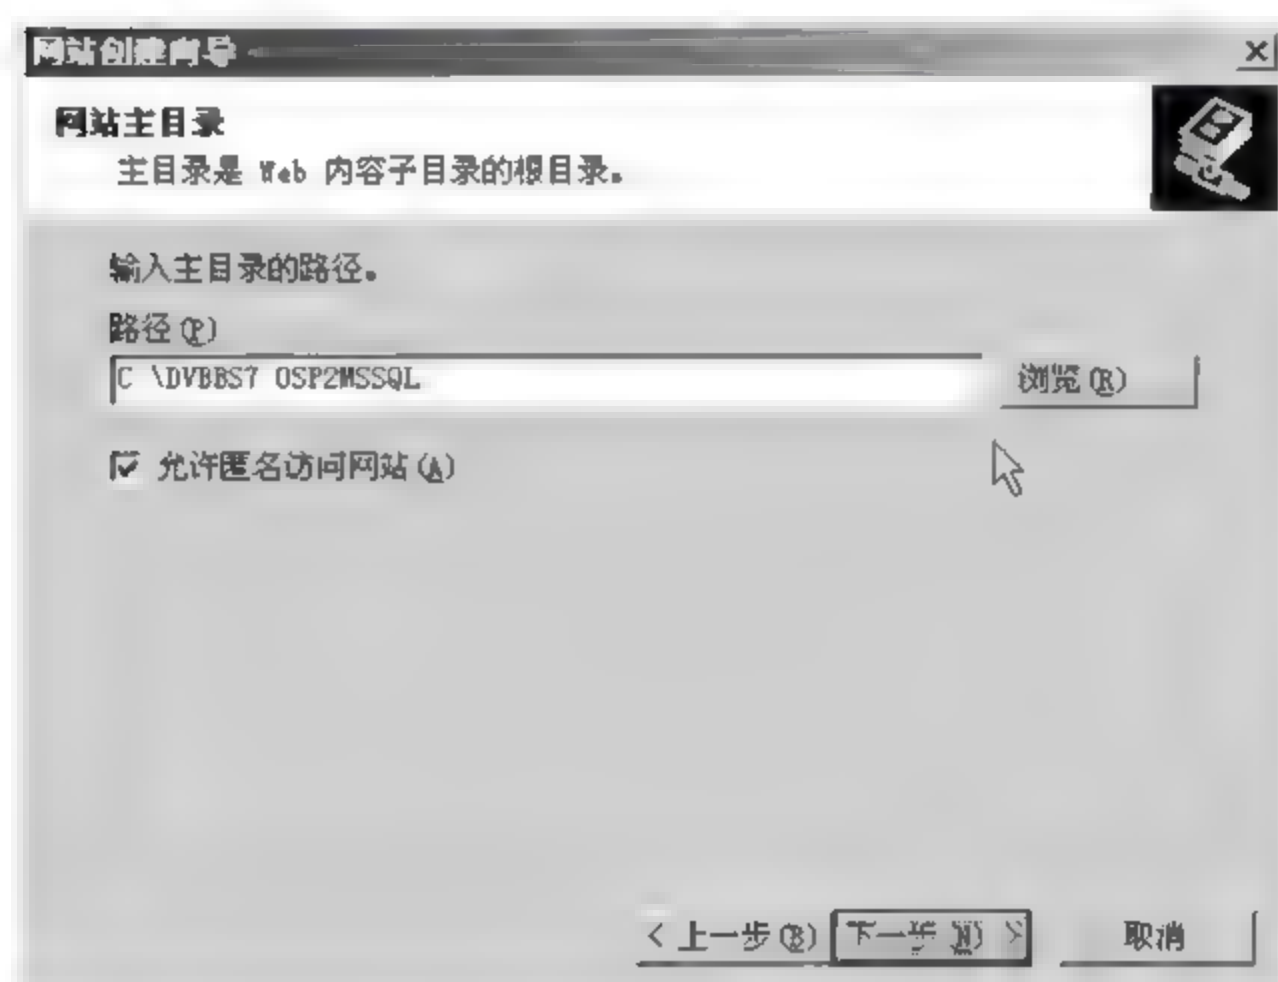 网站创建向导
网站主目录
主目录是 Web 内容子目录的根目录。
输入主目录的路径。
路径(P)
C \DVBBS7 0SP2MSSQL
浏览(R)
允许匿名访问网站(A)
< 上一步(B)
下一步(N) >
取消